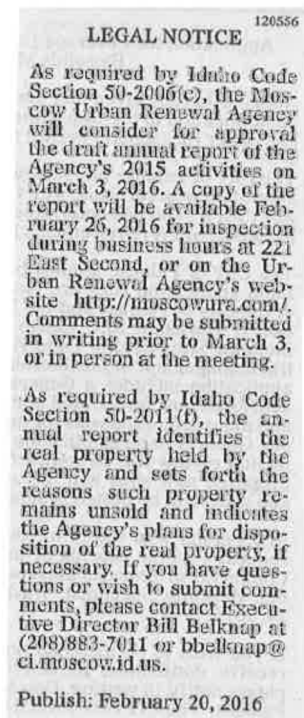 120556
LEGAL NOTICE
As required by Idaho Code
Section 50-2006(c), the Mos-
cow Urban Renewal Agency
will consider for approval
the draft annual report of the
Agency's 2015 activities on
March 3, 2016. A copy of the
report will be available Feb-
ruary 26, 2016 for inspection
during business hours at 221
East Second, or on the Ur-
ban Renewal Agency's web-
site http://moscowura.com/.
Comments may be submitted
in writing prior to March 3,
or in person at the meeting.
As required by Idaho Code
Section 50-2011(f), the an-
nual report identifies the
real property held by the
Agency and sets forth the
reasons such property re-
mains unsold and indicates
the Agency's plans for dispo-
sition of the real property, if
necessary. If you have ques-
tions or wish to submit com-
ments, please contact Execu-
tive Director Bill Belknap at
(208)883-7011 or bbelknap@
ci.moscow.id.us.
Publish: February 20, 2016